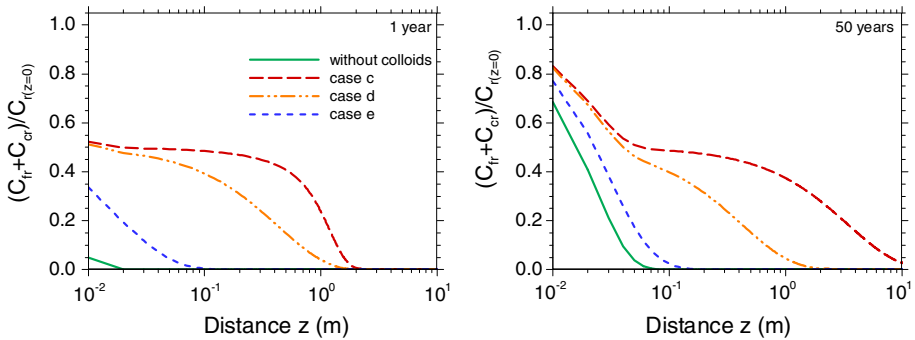 1 year
(C_fr+C_cr)/C_r(z=0)
1.0
0.8
0.6
0.4
0.2
0.0
without colloids
case c
case d
case e
10^-2
10^-1
10^0
10^1
Distance z (m)
50 years
(C_fr+C_cr)/C_r(z=0)
1.0
0.8
0.6
0.4
0.2
0.0
10^-2
10^-1
10^0
10^1
Distance z (m)